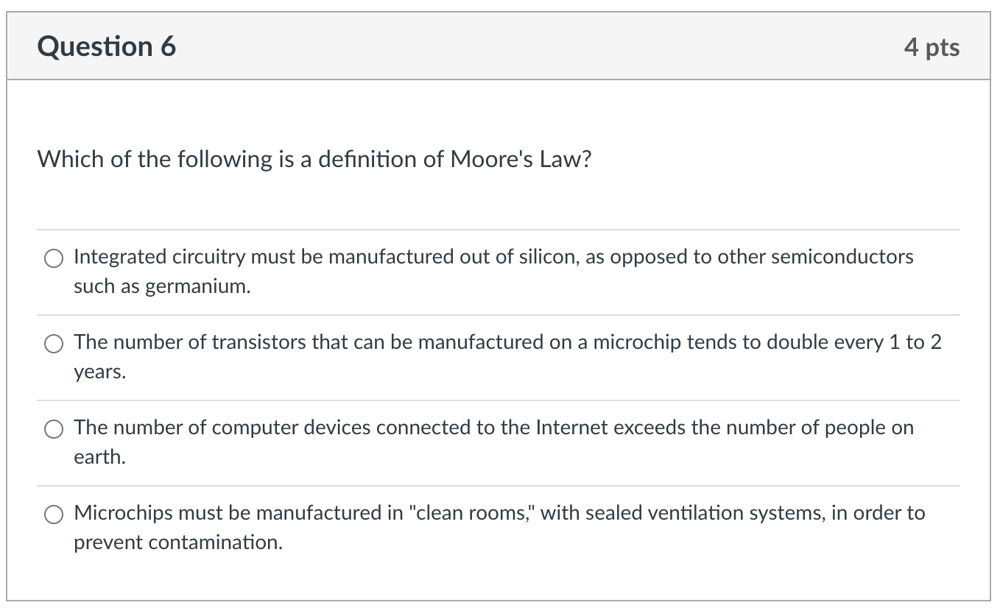 Question 6
4 pts
Which of the following is a definition of Moore's Law?
Integrated circuitry must be manufactured out of silicon, as opposed to other semiconductors
such as germanium.
The number of transistors that can be manufactured on a microchip tends to double every 1 to 2
years.
The number of computer devices connected to the Internet exceeds the number of people on
earth.
Microchips must be manufactured in "clean rooms," with sealed ventilation systems, in order to
prevent contamination.